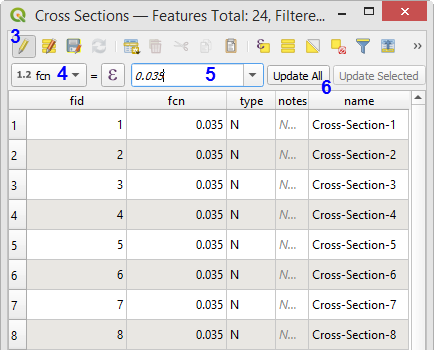 Cross Sections — Features Total: 24, Filtere...
3
1.2 fcn 4 = ε 0.035 5 Update All Update Selected
6
fid fcn type notes name
1 1 0.035 N N... Cross-Section-1
2 2 0.035 N N... Cross-Section-2
3 3 0.035 N N... Cross-Section-3
4 4 0.035 N N... Cross-Section-4
5 5 0.035 N N... Cross-Section-5
6 6 0.035 N N... Cross-Section-6
7 7 0.035 N N... Cross-Section-7
8 8 0.035 N N... Cross-Section-8